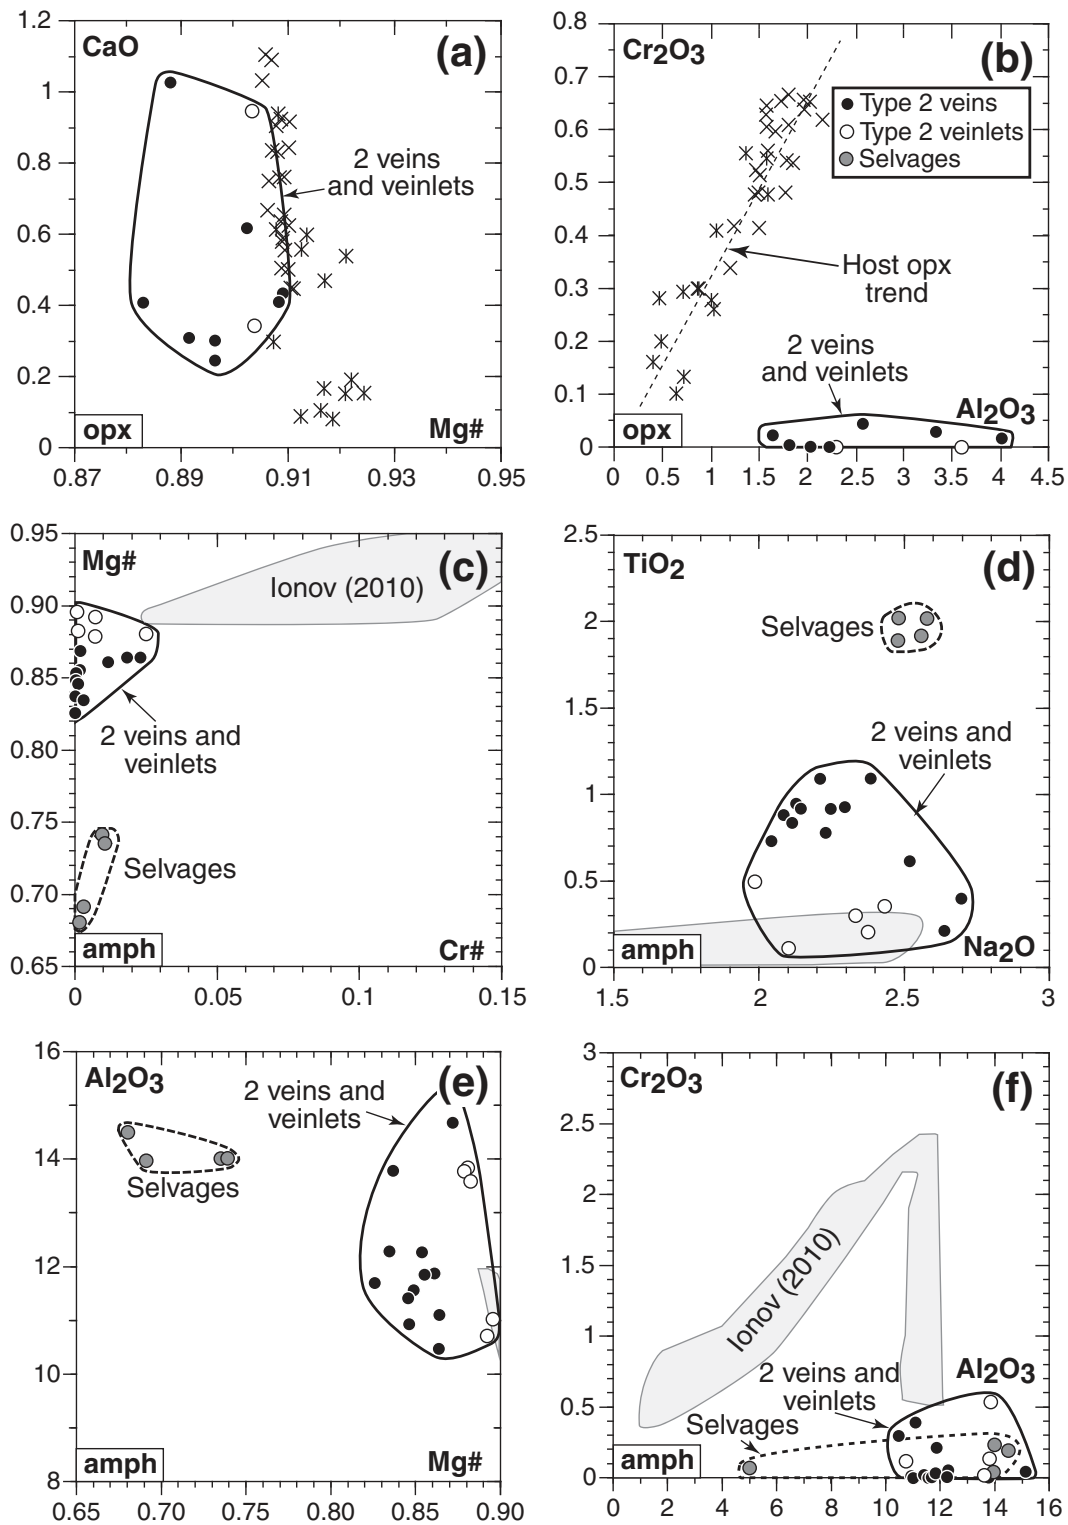 1.2
CaO
(a)
1
0.8
2 veins
and veinlets
0.6
0.4
0.2
opx
Mg#
0
0.87
0.89
0.91
0.93
0.95
0.8
Cr2O3
(b)
0.7
Type 2 veins
0.6
Type 2 veinlets
Selvages
0.5
0.4
Host opx
trend
0.3
0.2
2 veins
and veinlets
0.1
Al2O3
opx
0
0
0.5
1
1.5
2
2.5
3
3.5
4
4.5
0.95
Mg#
(c)
Ionov (2010)
0.90
0.85
2 veins and
veinlets
0.80
0.75
Selvages
0.70
amph
Cr#
0.65
0
0.05
0.1
0.15
2.5
TiO2
(d)
2
Selvages
1.5
2 veins and
veinlets
1
0.5
amph
Na2O
0
1.5
2
2.5
3
16
Al2O3
(e)
2 veins and
veinlets
14
Selvages
12
10
amph
Mg#
8
0.65
0.70
0.75
0.80
0.85
0.90
3
Cr2O3
(f)
2.5
2
1.5
Ionov (2010)
1
2 veins and
veinlets
Al2O3
0.5
Selvages
amph
0
0
2
4
6
8
10
12
14
16